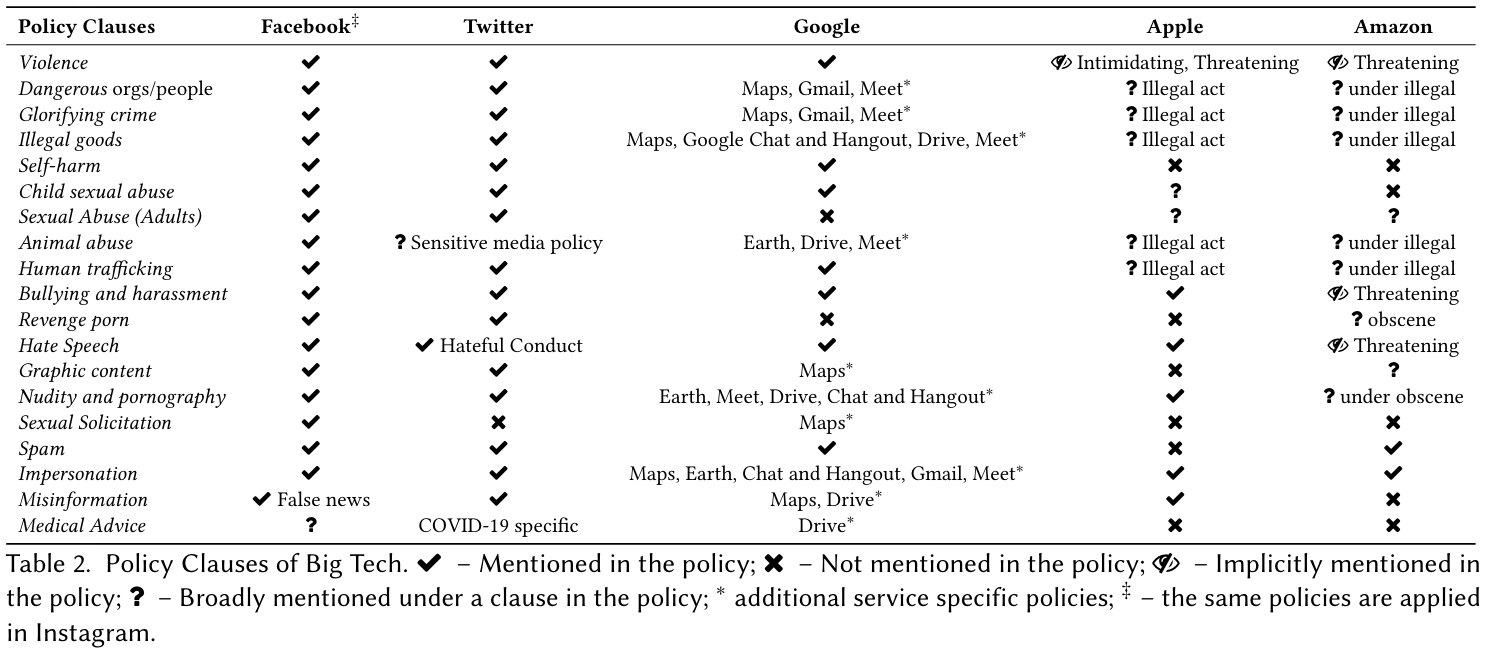 Policy Clauses Facebook‡ Twitter Google Apple Amazon
Violence ✔ ✔ ✔ Intimidating, Threatening Threatening
Dangerous orgs/people ✔ ✔ Maps, Gmail, Meet* ? Illegal act ? under illegal
Glorifying crime ✔ ✔ Maps, Gmail, Meet* ? Illegal act ? under illegal
Illegal goods ✔ ✔ Maps, Google Chat and Hangout, Drive, Meet* ? Illegal act ? under illegal
Self-harm ✔ ✔ ✔ ✖ ✖
Child sexual abuse ✔ ✔ ✔ ? ✖
Sexual Abuse (Adults) ✔ ✔ ✖ ? ?
Animal abuse ✔ ? Sensitive media policy Earth, Drive, Meet* ? Illegal act ? under illegal
Human trafficking ✔ ✔ ✔ ? Illegal act ? under illegal
Bullying and harassment ✔ ✔ ✔ ✔ Threatening
Revenge porn ✔ ✔ ✖ ✖ ? obscene
Hate Speech ✔ ✔ Hateful Conduct ✔ ✔ Threatening
Graphic content ✔ ✔ Maps* ✖ ?
Nudity and pornography ✔ ✔ Earth, Meet, Drive, Chat and Hangout* ✔ ? under obscene
Sexual Solicitation ✔ ✖ Maps* ✖ ✖
Spam ✔ ✔ ✔ ✖ ✔
Impersonation ✔ ✔ Maps, Earth, Chat and Hangout, Gmail, Meet* ✔ ✔
Misinformation ✔ False news ✔ Maps, Drive* ✔ ✖
Medical Advice ? COVID-19 specific Drive* ✖ ✖
Table 2. Policy Clauses of Big Tech. ✔ – Mentioned in the policy; ✖ – Not mentioned in the policy; – Implicitly mentioned in
the policy; ? – Broadly mentioned under a clause in the policy; * additional service specific policies; ‡ – the same policies are applied
in Instagram.